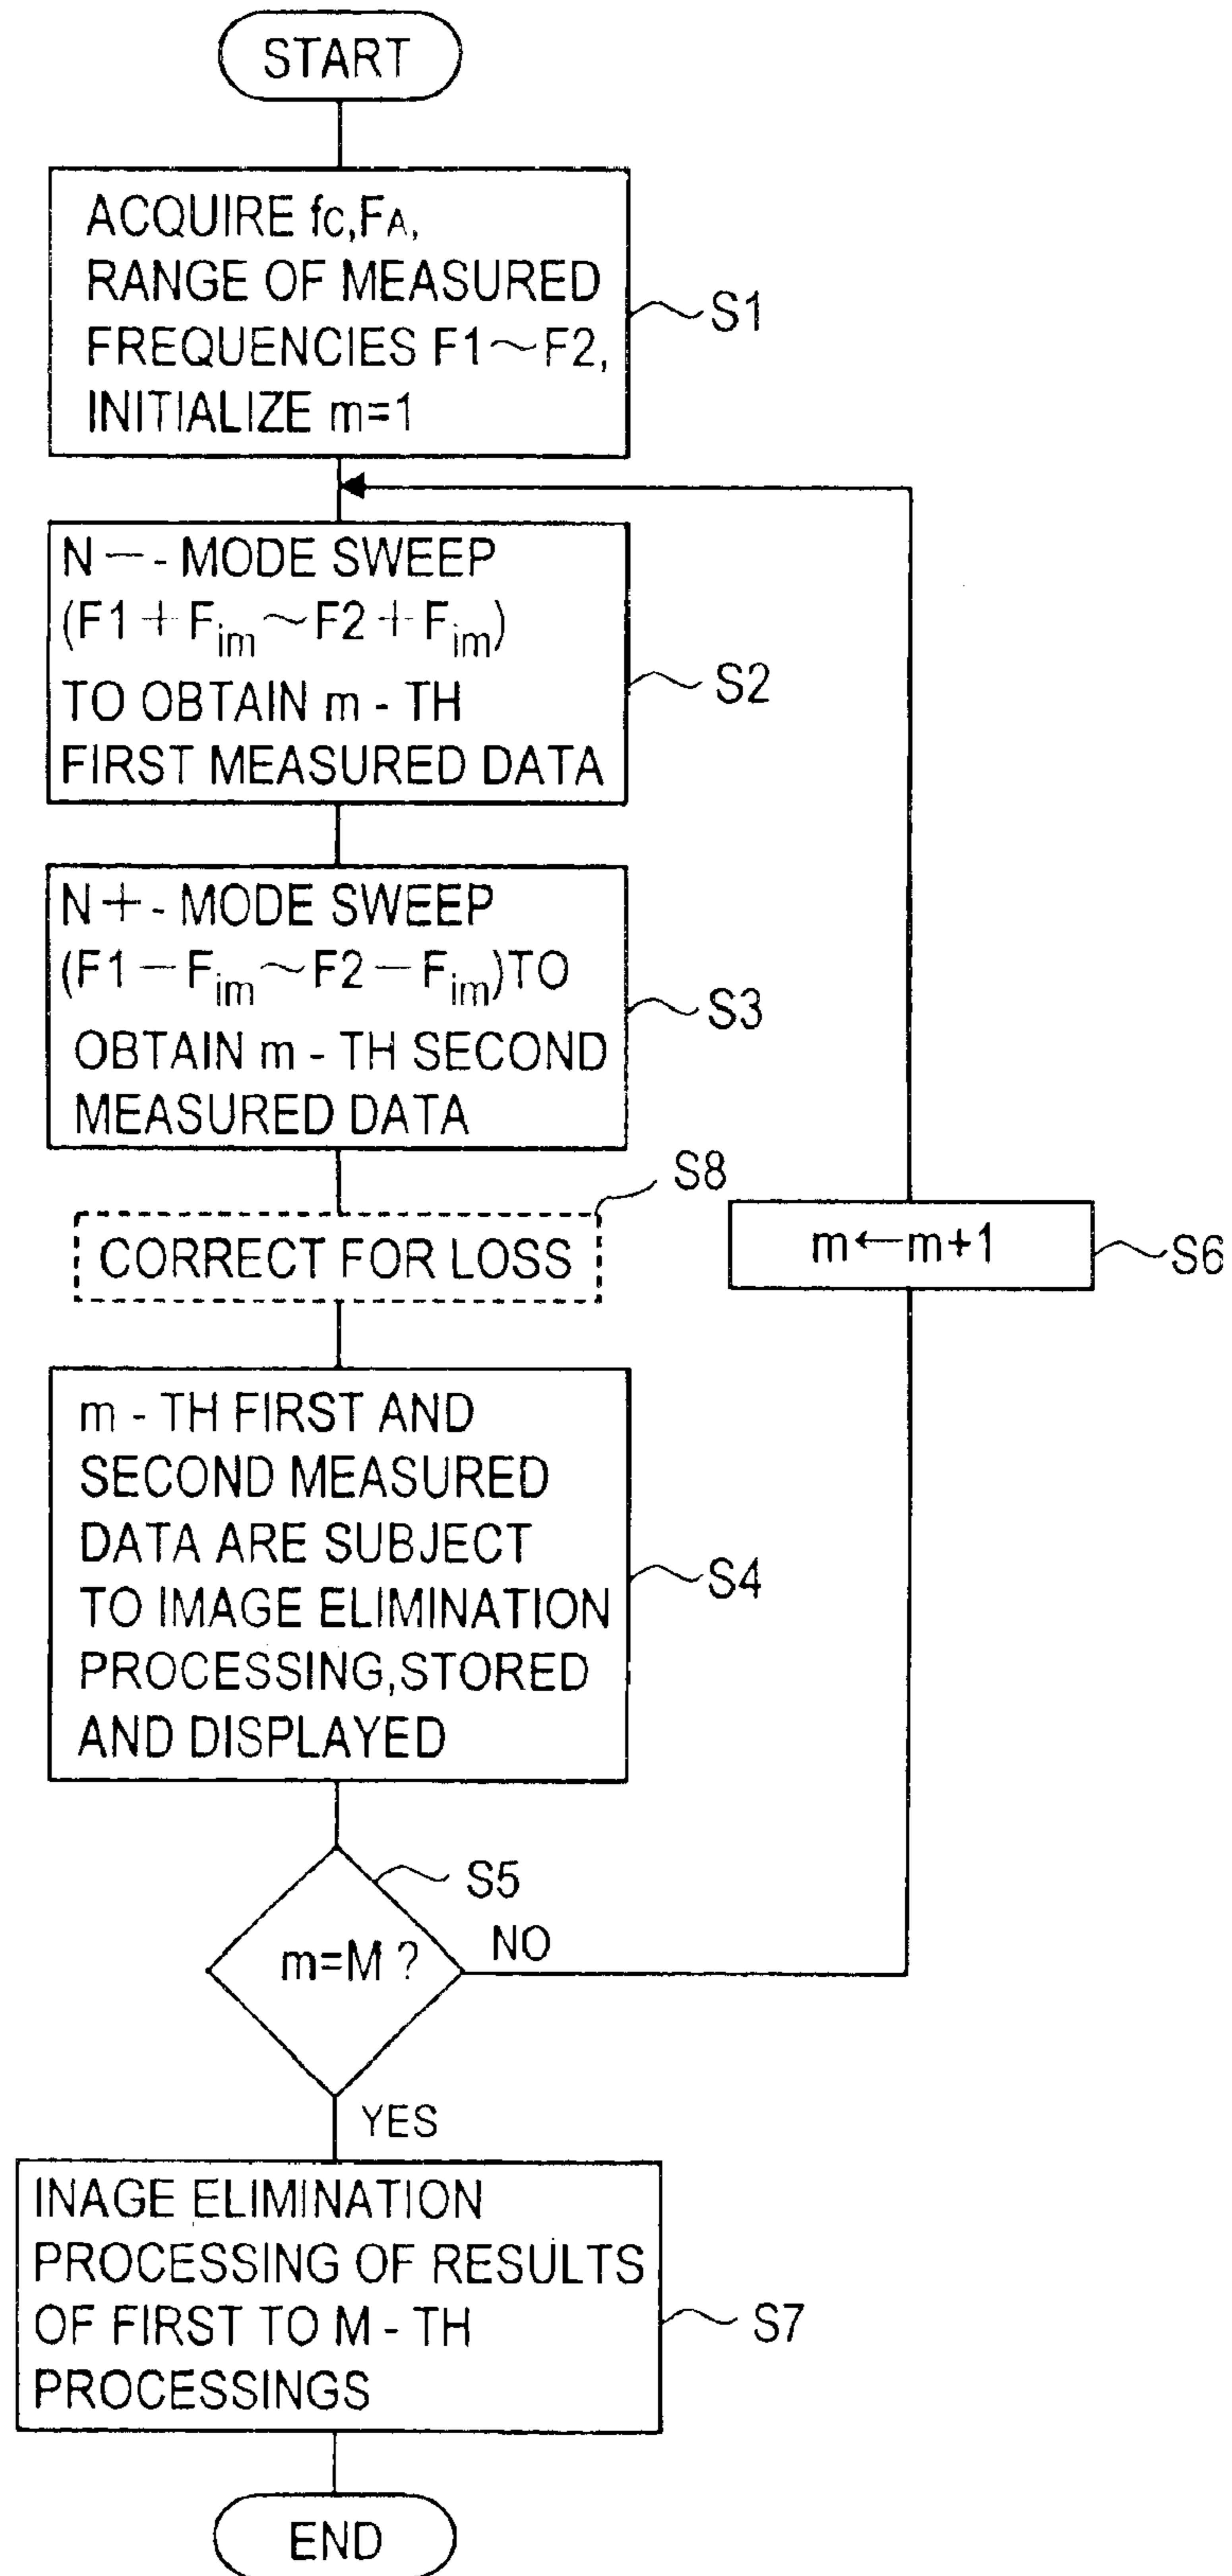 START
ACQUIRE fC,FA,
RANGE OF MEASURED
FREQUENCIES F1～F2,
INITIALIZE m=1
S1
N－- MODE SWEEP
(F1＋Fim～F2＋Fim)
TO OBTAIN m - TH
FIRST MEASURED DATA
S2
N＋- MODE SWEEP
(F1－Fim～F2－Fim)TO
OBTAIN m - TH SECOND
MEASURED DATA
S3
S8
CORRECT FOR LOSS
m←m+1
S6
m - TH FIRST AND
SECOND MEASURED
DATA ARE SUBJECT
TO IMAGE ELIMINATION
PROCESSING,STORED
AND DISPLAYED
S4
S5
m=M ?
NO
YES
INAGE ELIMINATION
PROCESSING OF RESULTS
OF FIRST TO M - TH
PROCESSINGS
S7
END